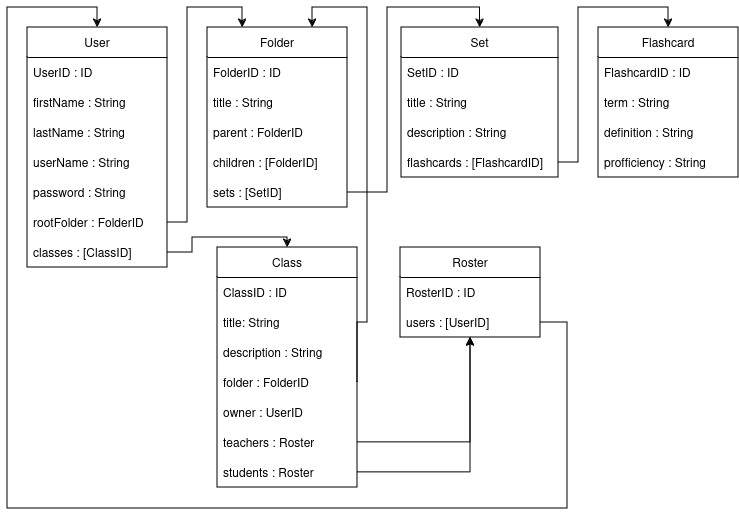 User
UserID : ID
firstName : String
lastName : String
userName : String
password : String
rootFolder : FolderID
classes : [ClassID]
Folder
FolderID : ID
title : String
parent : FolderID
children : [FolderID]
sets : [SetID]
Set
SetID : ID
title : String
description : String
flashcards : [FlashcardID]
Flashcard
FlashcardID : ID
term : String
definition : String
profficiency : String
Class
ClassID : ID
title: String
description : String
folder : FolderID
owner : UserID
teachers : Roster
students : Roster
Roster
RosterID : ID
users : [UserID]